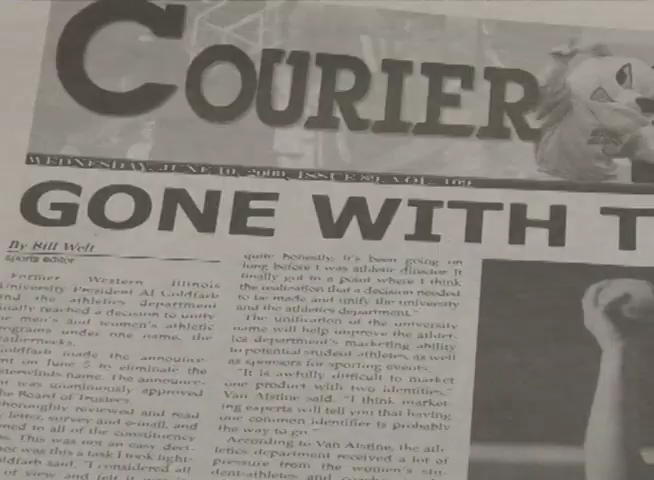 COURIER
WEDNESDAY, JUNE 10, 2009, ISSUE 89, VOL. 109
GONE WITH T
By Bill Welt
sports editor
Former Western Illinois
University President Al Goldfarb
and the athletics department
finally reached a decision to unify
the men's and women's athletic
programs under one name, the
Leathernecks.
Goldfarb made the announce-
ment on June 5 to eliminate the
Westerwinds name. The announce-
ment was unanimously approved
the Board of Trustees.
thoroughly reviewed and read
letter, survey and e-mail, and
ned to all of the constituency
s. This was not an easy deci-
nor was this a task I took light-
ldfarb said. "I considered all
of view and felt it was in
quite honestly, it's been going on
long before I was athletic director. It
finally got to a point where I think
the realization that a decision needed
to be made and unify the university
and the athletics department."
The unification of the university
name will help improve the athlet-
ics department's marketing ability
to potential student athletes, as well
as sponsors for sporting events.
"It is awfully difficult to market
one product with two identities,"
Van Alstine said. "I think market-
ing experts will tell you that having
one common identifier is probably
the way to go."
According to Van Alstine, the ath-
letics department received a lot of
pressure from the women's stu-
dent-athletes and coaches